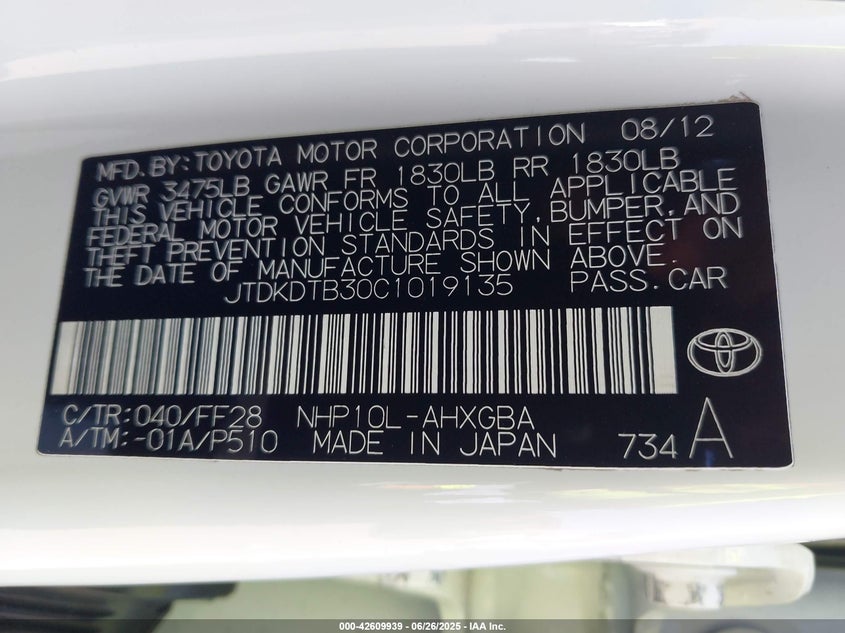 MFD.BY:TOYOTA MOTOR CORPORATION 08/12
GVWR 3475LB GAWR FR 1830LB RR 1830LB
THIS VEHICLE CONFORMS TO ALL APPLICABLE
FEDERAL MOTOR VEHICLE SAFETY, BUMPER, AND
THEFT PREVENTION STANDARDS IN EFFECT ON
THE DATE OF MANUFACTURE SHOWN ABOVE.
JTDKDTB30C1019135 PASS.CAR
C/TR:040/FF28 NHP10L-AHXGBA
A/TM:-01A/P510 MADE IN JAPAN 734 A
000-42609939 - 06/26/2025 - IAA Inc.